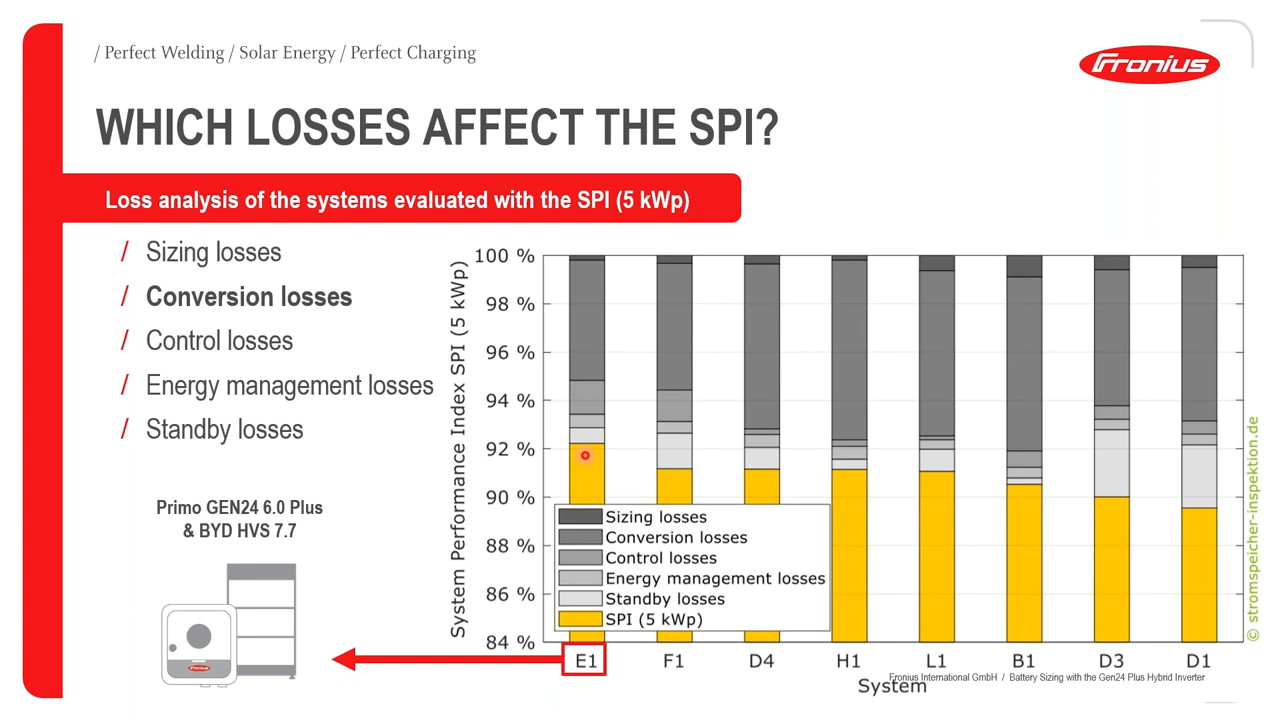 / Perfect Welding / Solar Energy / Perfect Charging
Fronius
WHICH LOSSES AFFECT THE SPI?
Loss analysis of the systems evaluated with the SPI (5 kWp)
/ Sizing losses
/ Conversion losses
/ Control losses
/ Energy management losses
/ Standby losses
Primo GEN24 6.0 Plus
& BYD HVS 7.7
Fronius
System Performance Index SPI (5 kWp)
100 %
98 %
96 %
94 %
92 %
90 %
88 %
86 %
84 %
Sizing losses
Conversion losses
Control losses
Energy management losses
Standby losses
SPI (5 kWp)
E1 F1 D4 H1 L1 B1 D3 D1
System
© stromspeicher-inspektion.de
Fronius International GmbH / Battery Sizing with the Gen24 Plus Hybrid Inverter